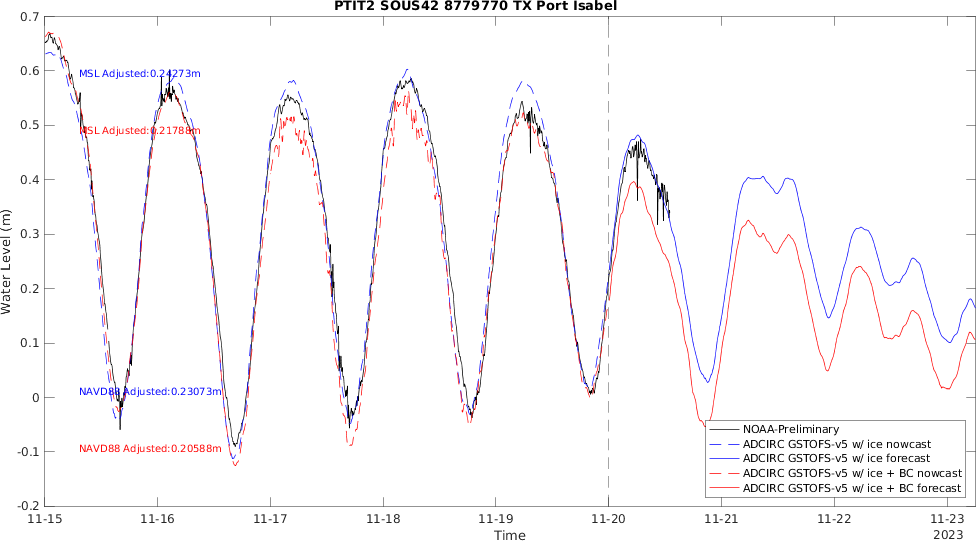 PTIT2 SOUS42 8779770 TX Port Isabel
0.7
0.6
0.5
0.4
0.3
0.2
0.1
0
-0.1
-0.2
Water Level (m)
MSL Adjusted:0.24273m
MSL Adjusted:0.21788m
NAVD88 Adjusted:0.23073m
NAVD88 Adjusted:0.20588m
NOAA-Preliminary
ADCIRC GSTOFS-v5 w/ ice nowcast
ADCIRC GSTOFS-v5 w/ ice forecast
ADCIRC GSTOFS-v5 w/ ice + BC nowcast
ADCIRC GSTOFS-v5 w/ ice + BC forecast
11-15 11-16 11-17 11-18 11-19 11-20 11-21 11-22 11-23
Time
2023